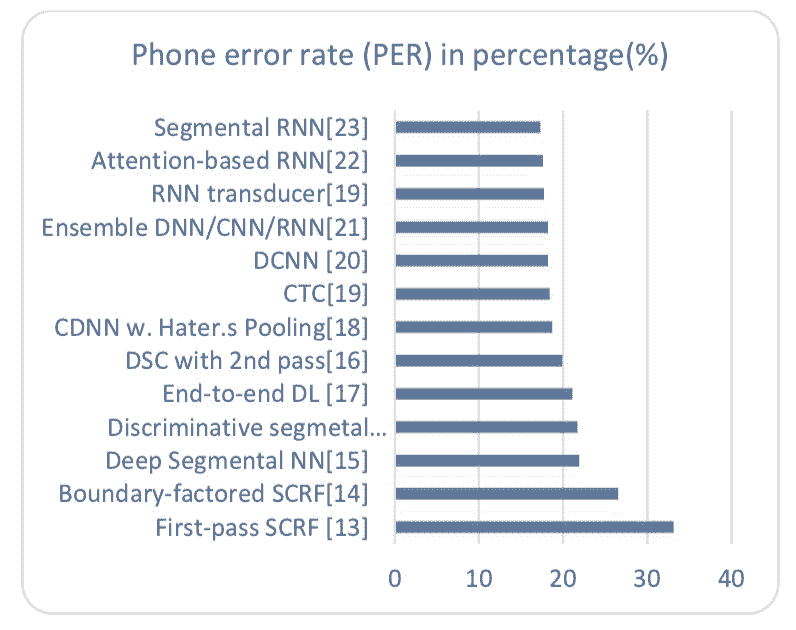 Phone error rate (PER) in percentage(%)
Segmental RNN[23]
Attention-based RNN[22]
RNN transducer[19]
Ensemble DNN/CNN/RNN[21]
DCNN [20]
CTC[19]
CDNN w. Hater.s Pooling[18]
DSC with 2nd pass[16]
End-to-end DL [17]
Discriminative segmetal...
Deep Segmental NN[15]
Boundary-factored SCRF[14]
First-pass SCRF [13]
0 10 20 30 40